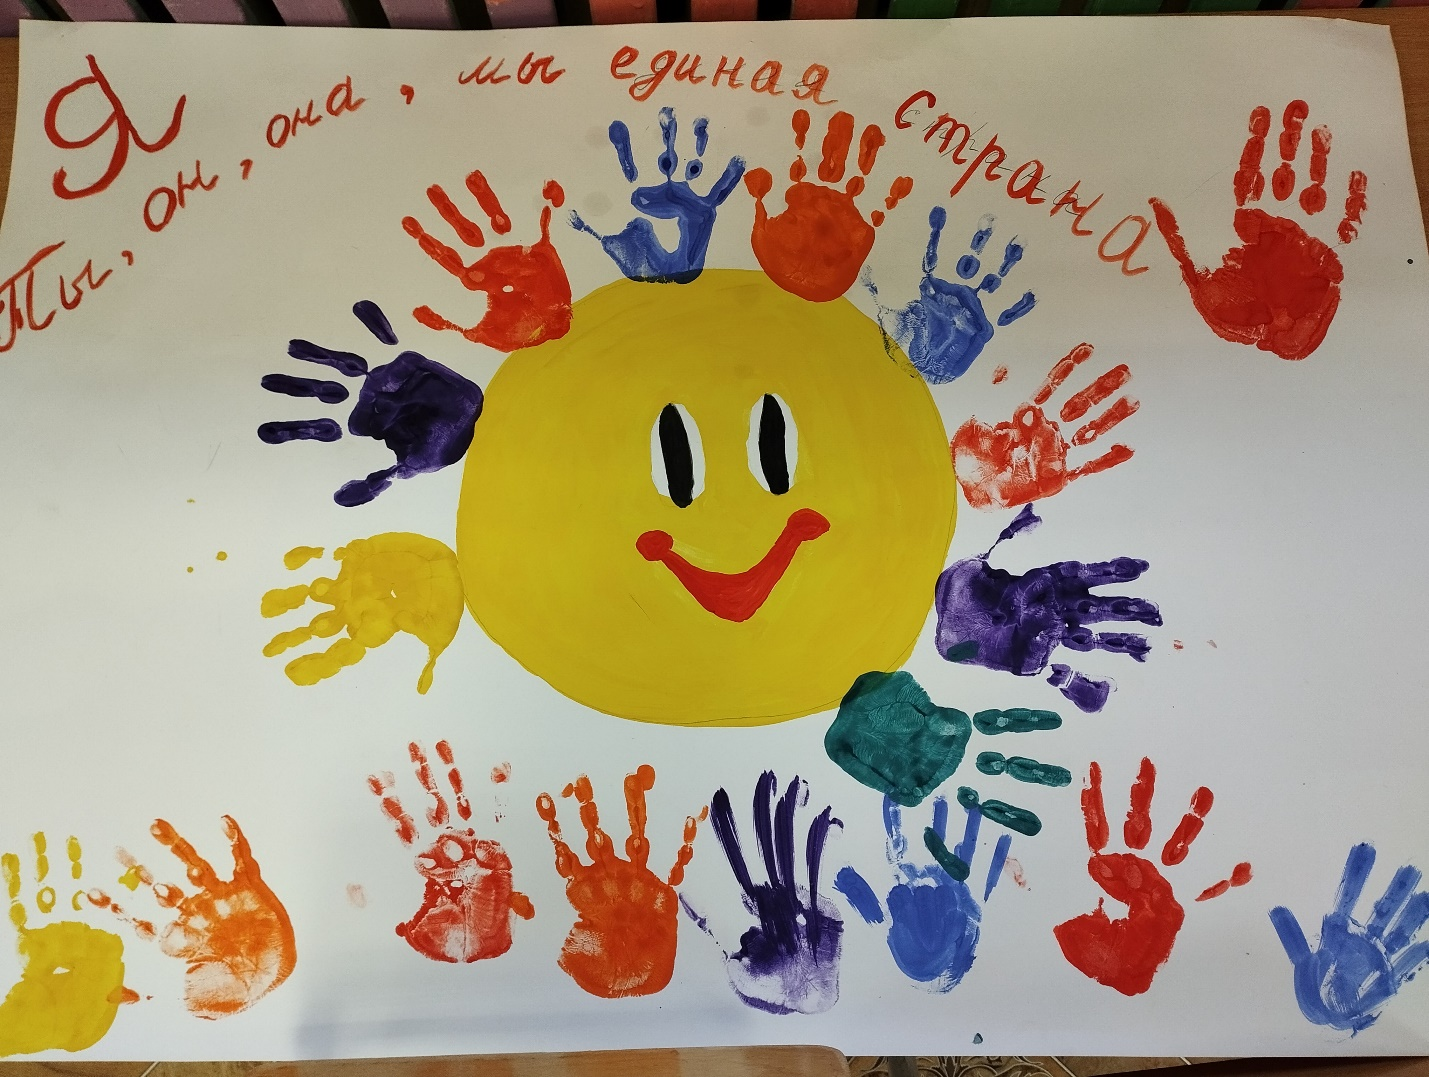 Я
Ты, он, она, мы единая страна